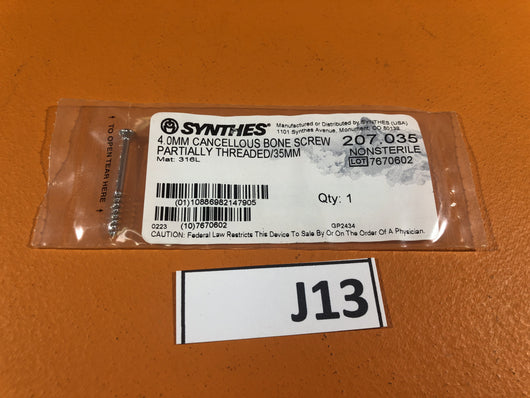 SYNTHES®
Manufactured or Distributed by SYNTHES (USA)
1101 Synthes Avenue, Monument, CO 80132
4.0MM CANCELLOUS BONE SCREW
PARTIALLY THREADED/35MM
Mat: 316L
207.035
NONSTERILE
LOT 7670602
Qty: 1
(01)10886982147905
(10)7670602
0223
GP2434
CAUTION: Federal Law Restricts This Device To Sale By Or On The Order Of A Physician.
TO OPEN TEAR HERE
J13